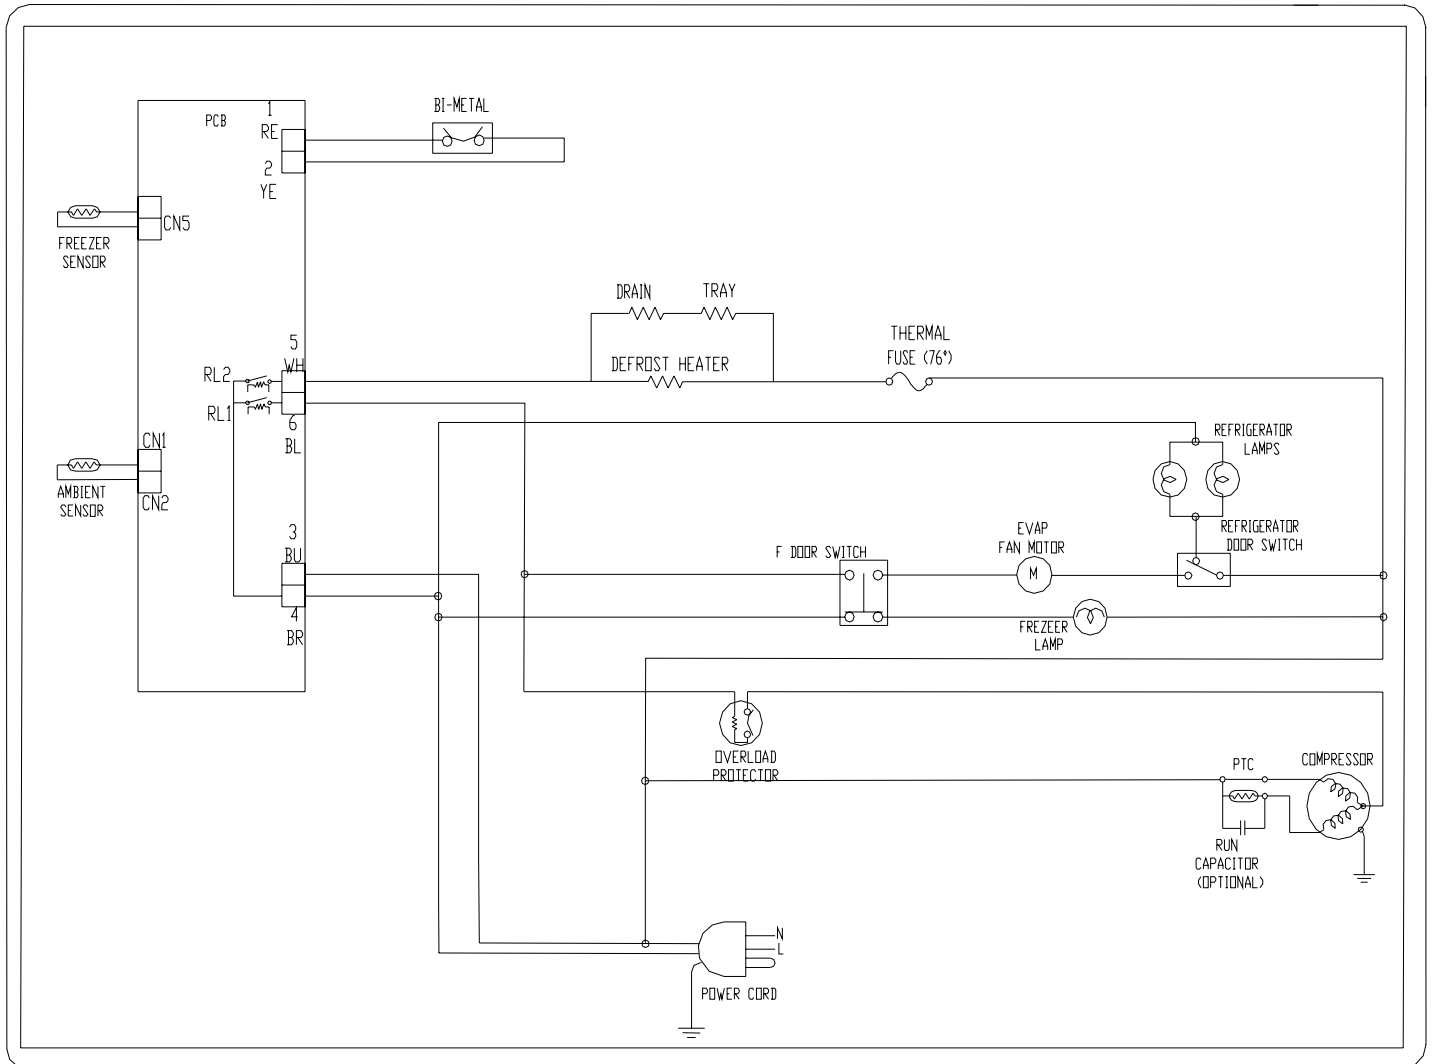 PCB
1
RE
2
YE
BI-METAL
CN5
FREEZER
SENSOR
DRAIN
TRAY
THERMAL
FUSE (76°)
DEFROST HEATER
5
WH
RL2
RL1
6
BL
REFRIGERATOR
LAMPS
CN1
AMBIENT
SENSOR
CN2
3
BU
4
BR
F DOOR SWITCH
EVAP
FAN MOTOR
M
REFRIGERATOR
DOOR SWITCH
FREZEER
LAMP
OVERLOAD
PROTECTOR
PTC
COMPRESSOR
RUN
CAPACITOR
(OPTIONAL)
N
L
POWER CORD